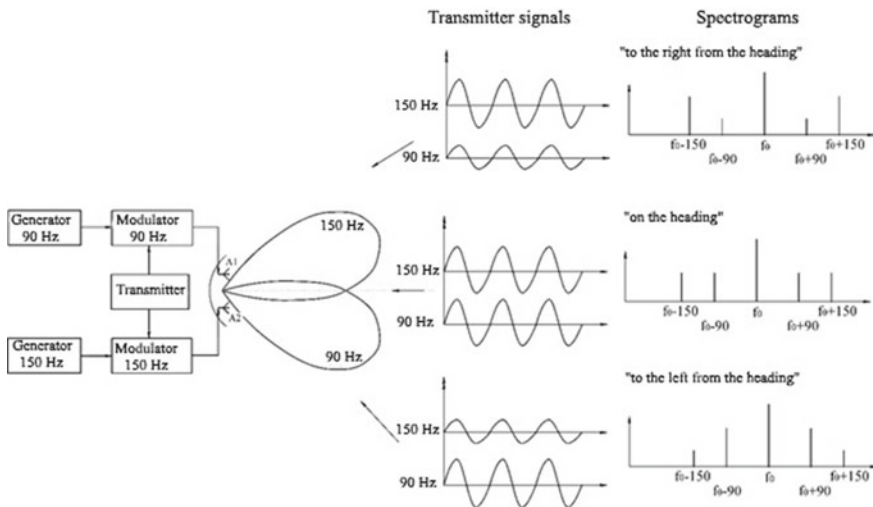 Transmitter signals
Spectrograms
"to the right from the heading"
150 Hz
90 Hz
f₀-150
f₀-90
f₀
f₀+90
f₀+150
Generator
90 Hz
Modulator
90 Hz
Transmitter
Generator
150 Hz
Modulator
150 Hz
A1
A2
150 Hz
90 Hz
"on the heading"
150 Hz
90 Hz
f₀-150
f₀-90
f₀
f₀+90
f₀+150
"to the left from the heading"
150 Hz
90 Hz
f₀-150
f₀-90
f₀
f₀+90
f₀+150